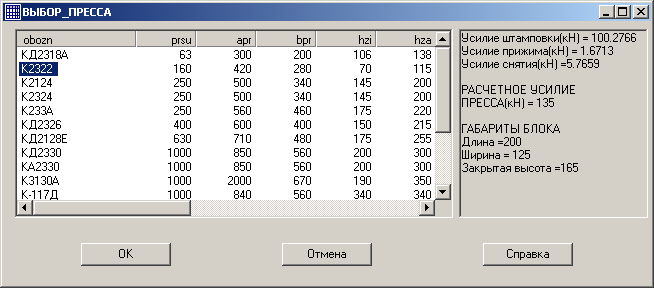 ВЫБОР_ПРЕССА
obozn prsu apr bpr hzi hza
КД2318А 63 300 200 106 138
К2322 160 420 280 70 115
К2124 250 500 340 145 200
К2324 250 500 340 145 200
К233А 250 560 460 175 220
КД2326 400 600 400 150 215
КД2128Е 630 710 480 175 255
КД2330 1000 850 560 200 300
КА2330 1000 850 560 200 300
К3130А 1000 2000 670 190 350
К-117Д 1000 840 560 340 340
Усилие штамповки(кН) = 100.2766
Усилие прижима(кН) = 1.6713
Усилие снятия(кН) =5.7659
РАСЧЕТНОЕ УСИЛИЕ
ПРЕССА(кН) = 135
ГАБАРИТЫ БЛОКА
Длина =200
Ширина = 125
Закрытая высота =165
ОК Отмена Справка